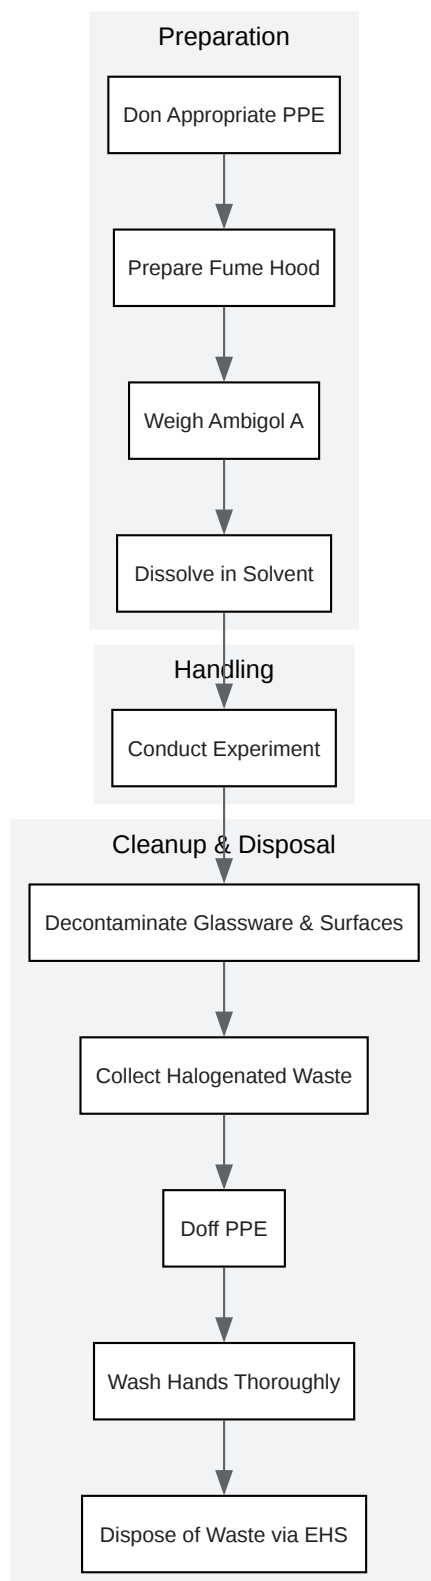 Preparation
Don Appropriate PPE
Prepare Fume Hood
Weigh Ambigol A
Dissolve in Solvent
Handling
Conduct Experiment
Cleanup & Disposal
Decontaminate Glassware & Surfaces
Collect Halogenated Waste
Doff PPE
Wash Hands Thoroughly
Dispose of Waste via EHS